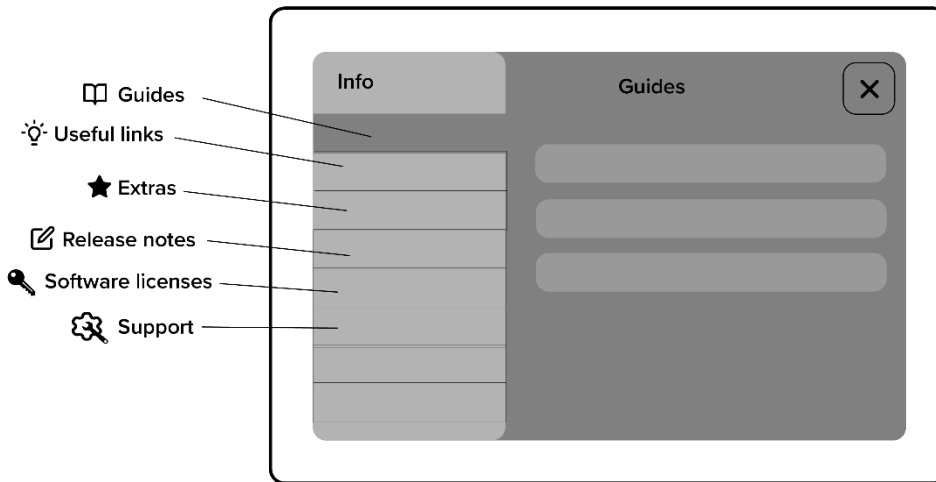 Info
Guides
Guides
Useful links
Extras
Release notes
Software licenses
Support